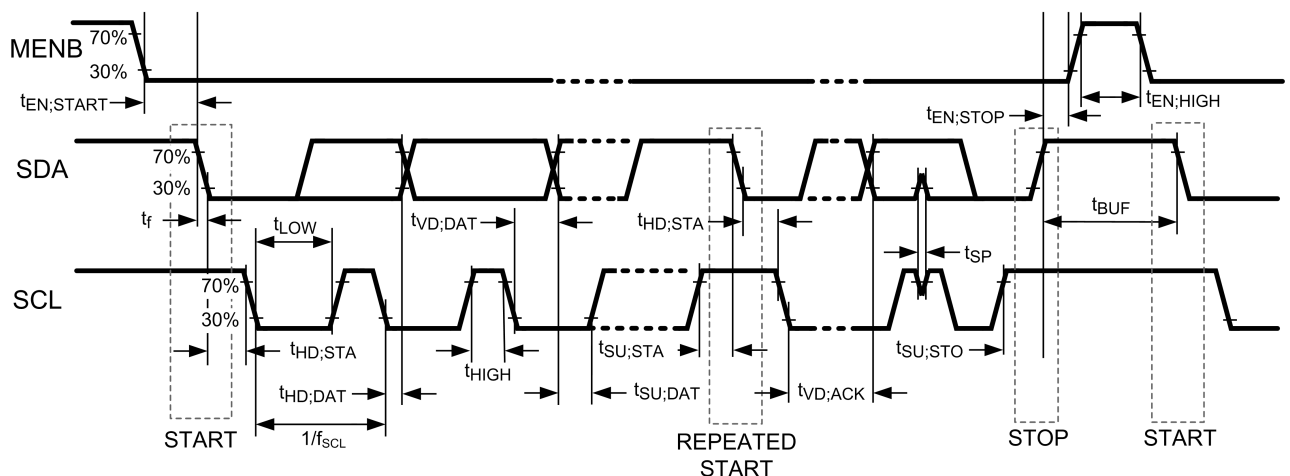 MENB
70%
30%
tEN;START
tEN;STOP
tEN;HIGH
SDA
70%
30%
tf
tLOW
tVD;DAT
tHD;STA
tSP
tBUF
SCL
70%
30%
tHD;STA
tHD;DAT
tHIGH
tSU;STA
tSU;DAT
tVD;ACK
tSU;STO
1/fSCL
START
REPEATED
START
STOP
START